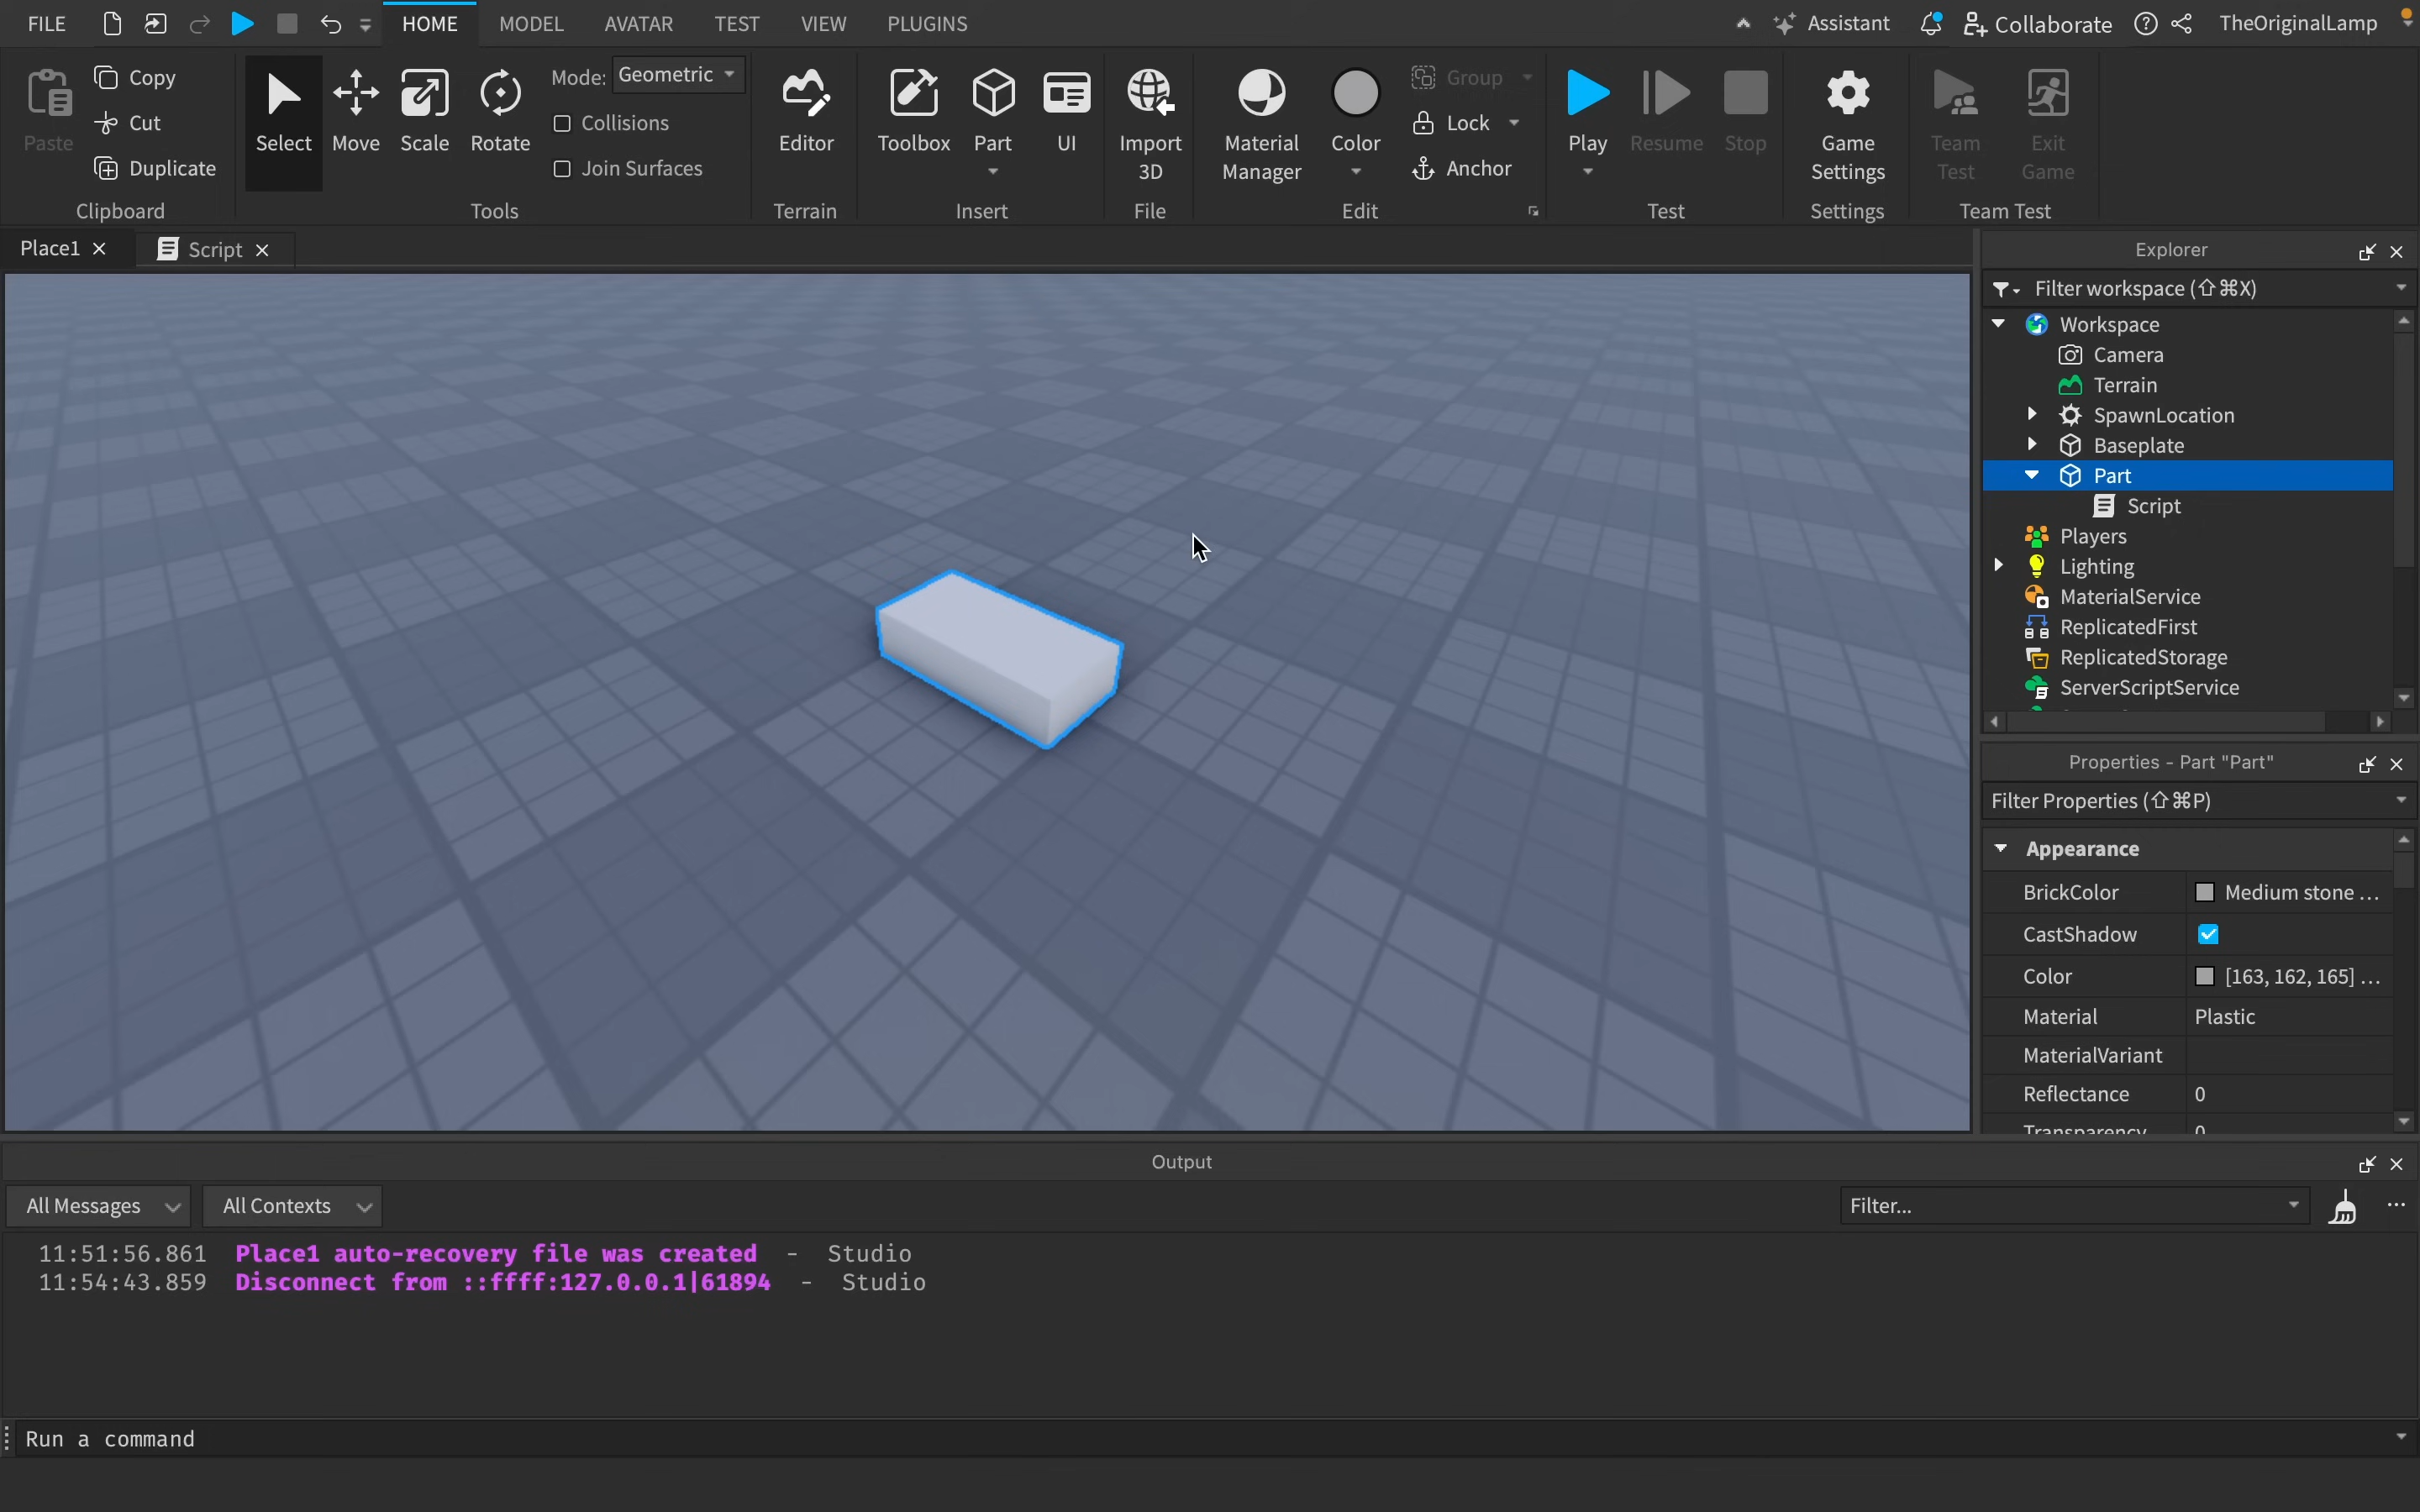 FILE HOME MODEL AVATAR TEST VIEW PLUGINS Assistant Collaborate TheOriginalLamp
Paste
Copy
Cut
Duplicate
Clipboard
Select Move Scale Rotate
Mode: Geometric
Collisions
Join Surfaces
Tools
Editor
Terrain
Toolbox Part UI
Insert
Import
3D
File
Material
Manager
Color
Group
Lock
Anchor
Edit
Play Resume Stop
Test
Game
Settings
Settings
Team
Test
Exit
Game
Team Test
Place1 Script
Explorer
Filter workspace (⇧⌘X)
Workspace
Camera
Terrain
SpawnLocation
Baseplate
Part
Script
Players
Lighting
MaterialService
ReplicatedFirst
ReplicatedStorage
ServerScriptService
Properties - Part "Part"
Filter Properties (⇧⌘P)
Appearance
BrickColor Medium stone ...
CastShadow
Color [163, 162, 165] ...
Material Plastic
MaterialVariant
Reflectance 0
Transparency 0
Output
All Messages All Contexts Filter...
11:51:56.861 Place1 auto-recovery file was created - Studio
11:54:43.859 Disconnect from ::ffff:127.0.0.1|61894 - Studio
Run a command